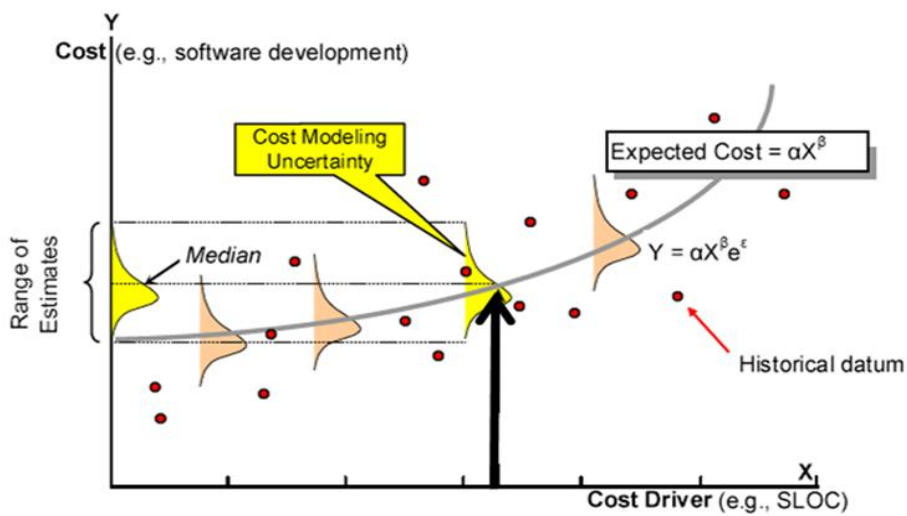 Y
Cost (e.g., software development)
Cost Modeling
Uncertainty
Expected Cost = αX^β
Range of
Estimates
Median
Y = αX^βe^ε
Historical datum
X
Cost Driver (e.g., SLOC)